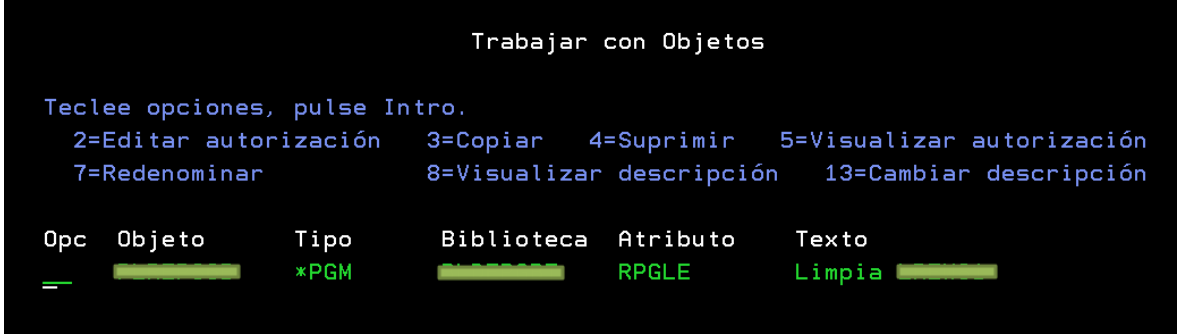 Trabajar con Objetos
Teclee opciones, pulse Intro.
2=Editar autorización 3=Copiar 4=Suprimir 5=Visualizar autorización
7=Redenominar 8=Visualizar descripción 13=Cambiar descripción
Opc Objeto Tipo Biblioteca Atributo Texto
*PGM RPGLE Limpia